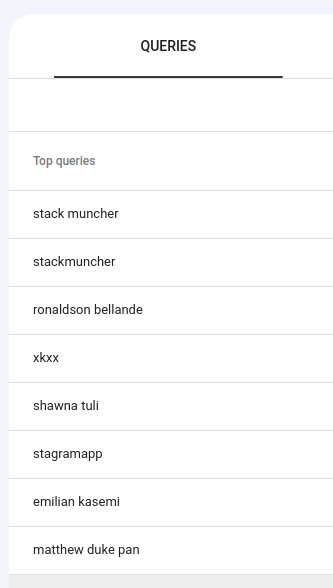 QUERIES
Top queries
stack muncher
stackmuncher
ronaldson bellande
xkxx
shawna tuli
stagramapp
emilian kasemi
matthew duke pan